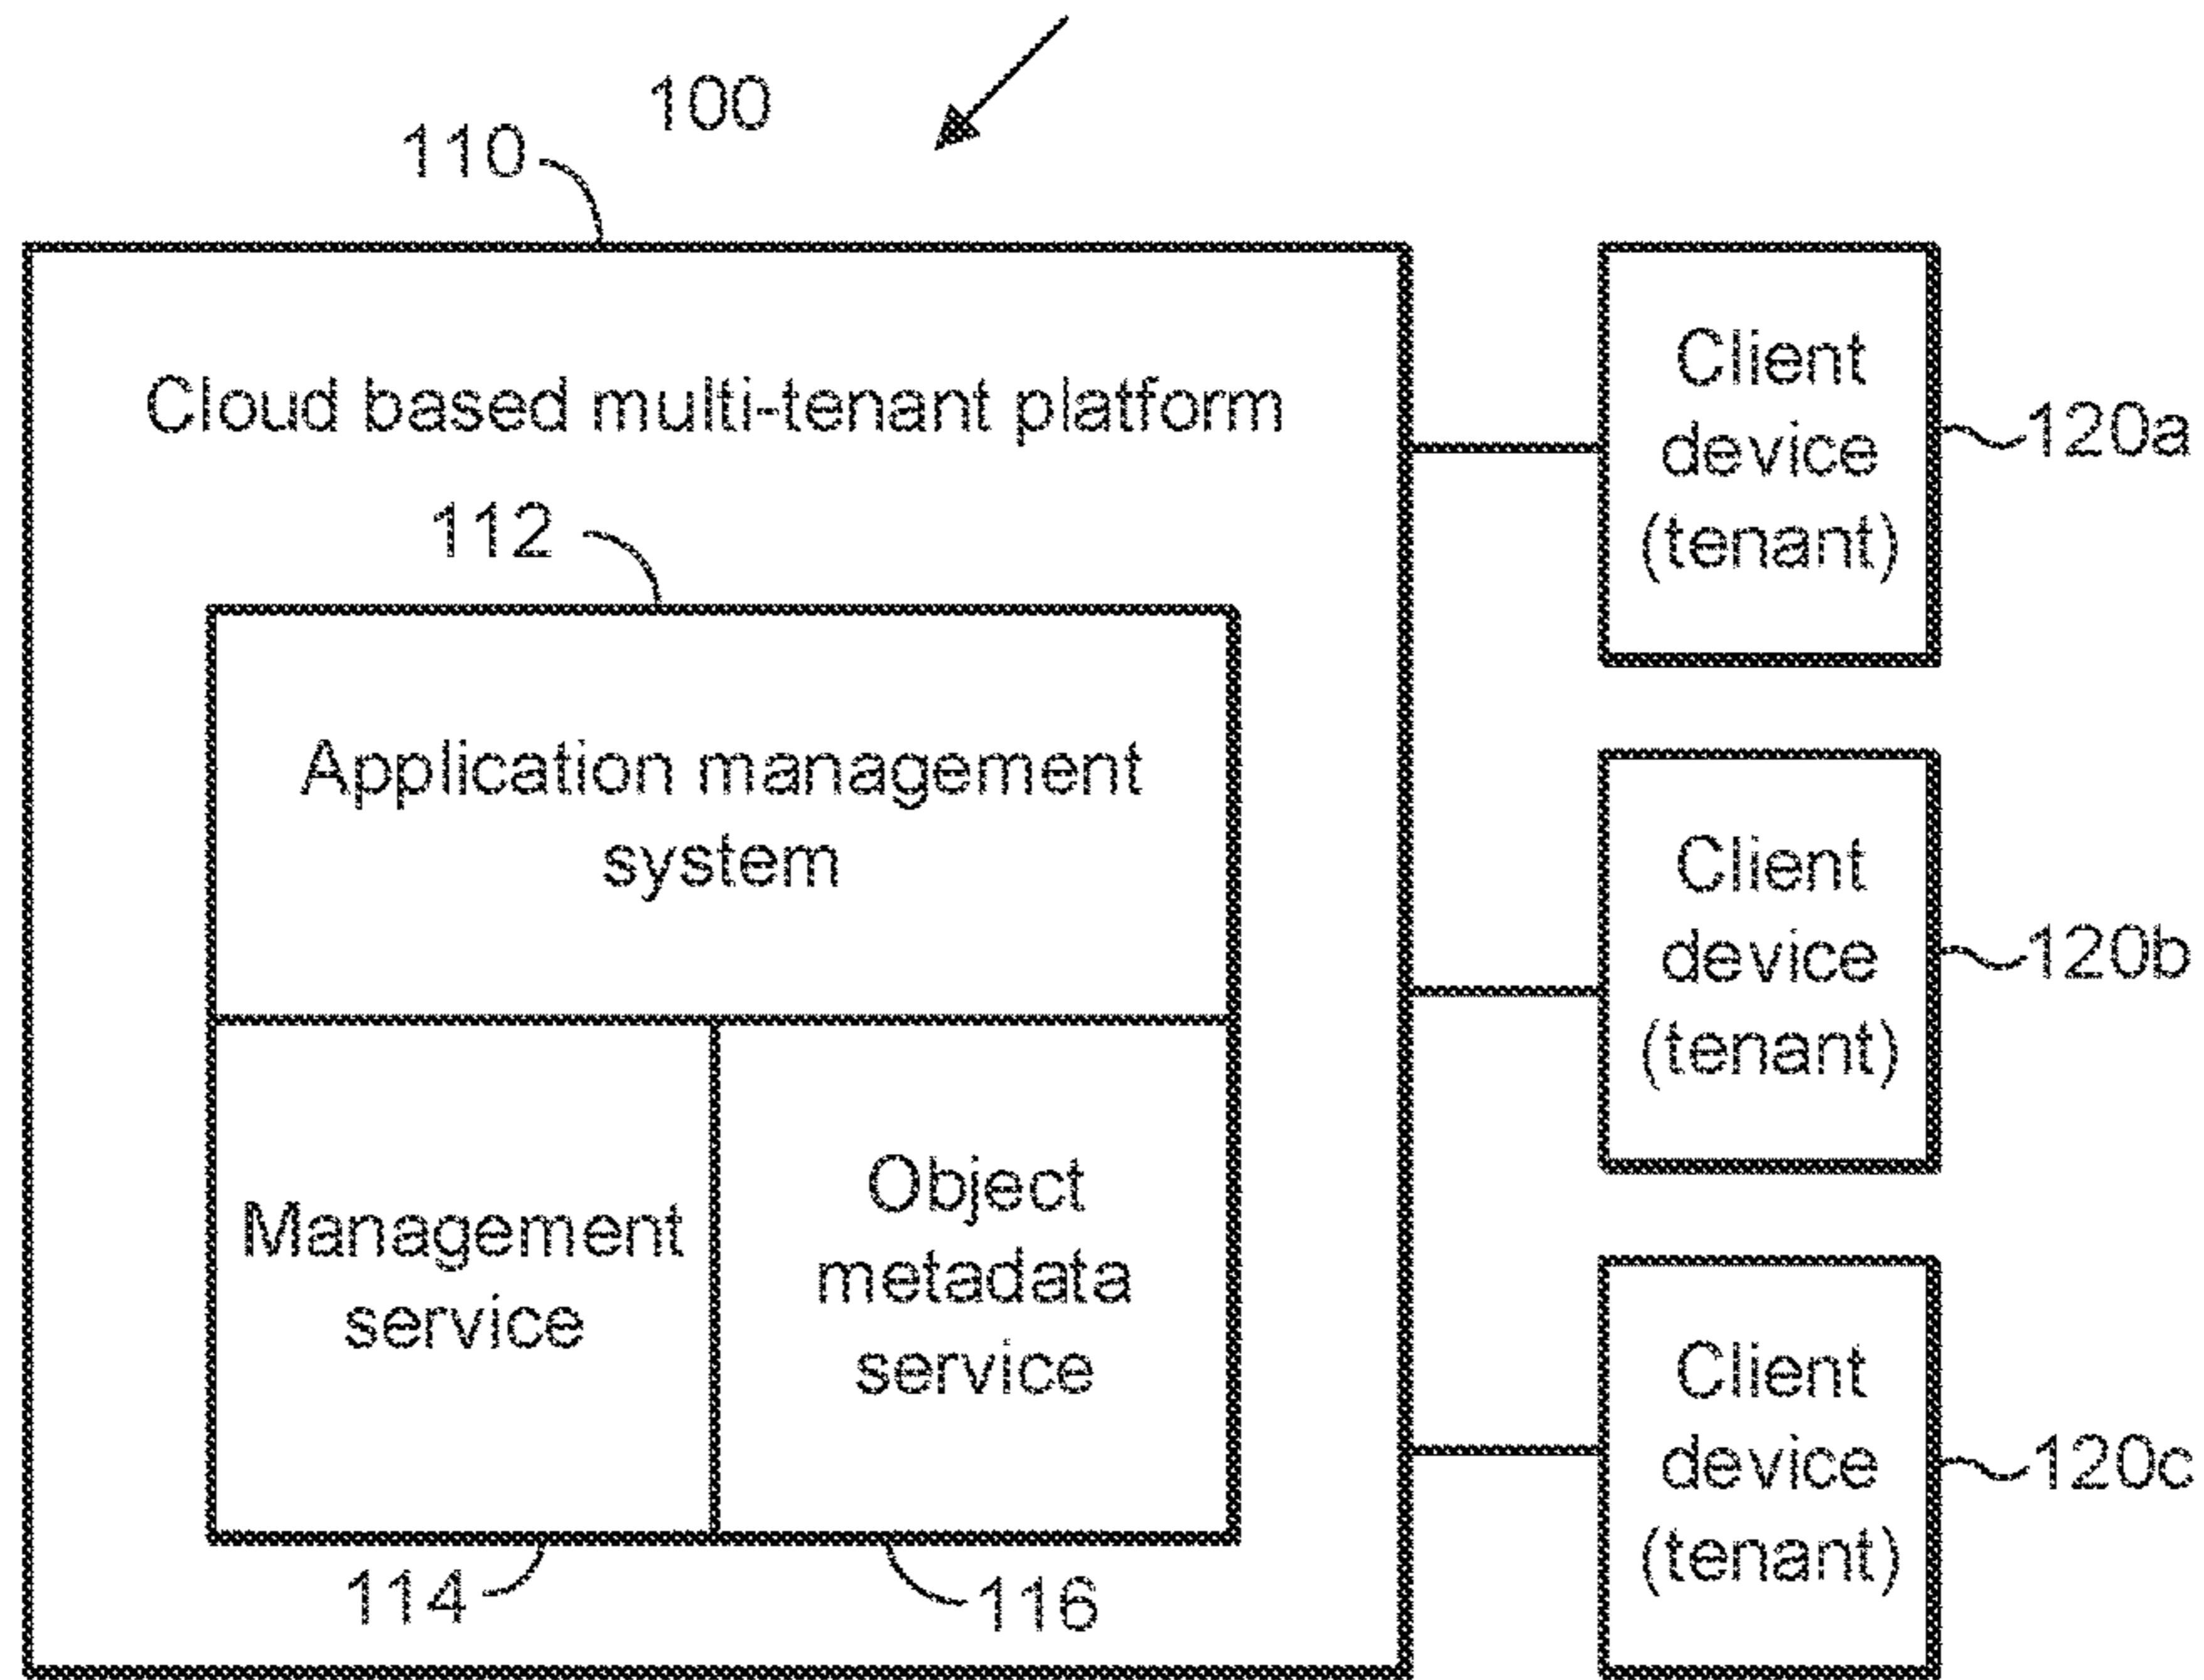 100
110
Cloud based multi-tenant platform
112
Application management
system
Management
service
Object
metadata
service
114
116
Client
device
(tenant)
120a
Client
device
(tenant)
120b
Client
device
(tenant)
120c